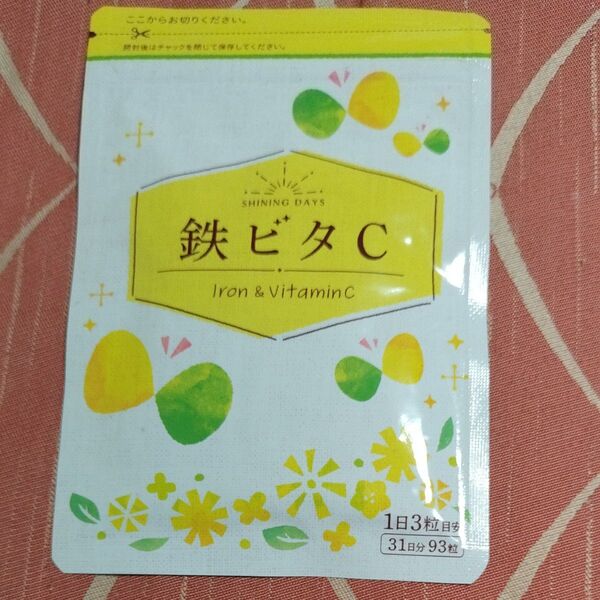 ここからお切りください。
開封後はチャックを閉じて保存してください。
SHINING DAYS
鉄ビタC
Iron & VitaminC
1日3粒目安
31日分 93粒